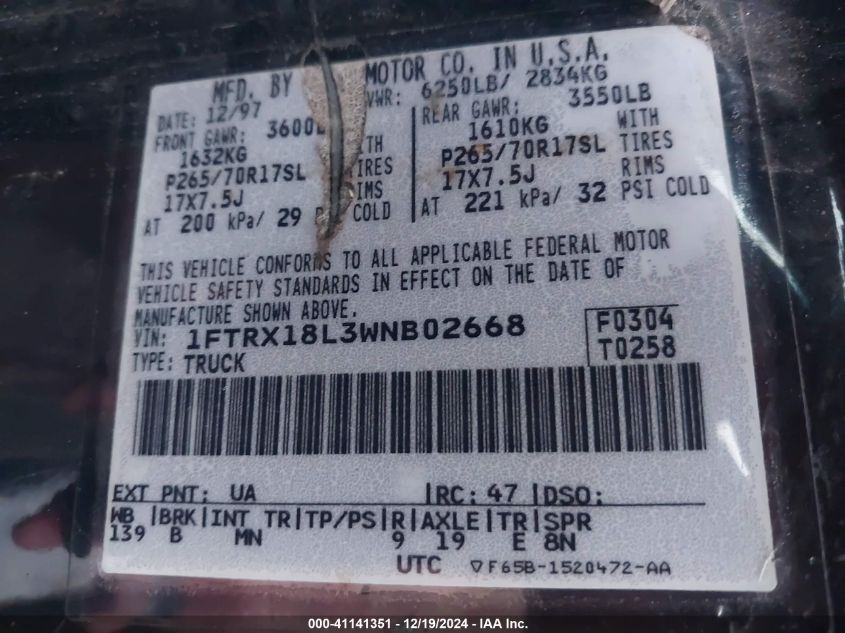 MFD. BY MOTOR CO. IN U.S.A.
DATE: 12/97 VWR: 6250LB/ 2834KG
FRONT GAWR: 3600L REAR GAWR: 3550LB
1632KG TH 1610KG WITH
P265/70R17SL IRES P265/70R17SL TIRES
17X7.5J IMS 17X7.5J RIMS
AT 200 kPa/ 29 P COLD AT 221 kPa/ 32 PSI COLD
THIS VEHICLE CONFORMS TO ALL APPLICABLE FEDERAL MOTOR
VEHICLE SAFETY STANDARDS IN EFFECT ON THE DATE OF
MANUFACTURE SHOWN ABOVE.
VIN: 1FTRX18L3WNB02668 F0304
TYPE: TRUCK T0258
EXT PNT: UA RC: 47 DSO:
WB BRK INT TR TP/PS R AXLE TR SPR
139 B MN 9 19 E 8N
UTC ▽F65B-1520472-AA
000-41141351 - 12/19/2024 - IAA Inc.